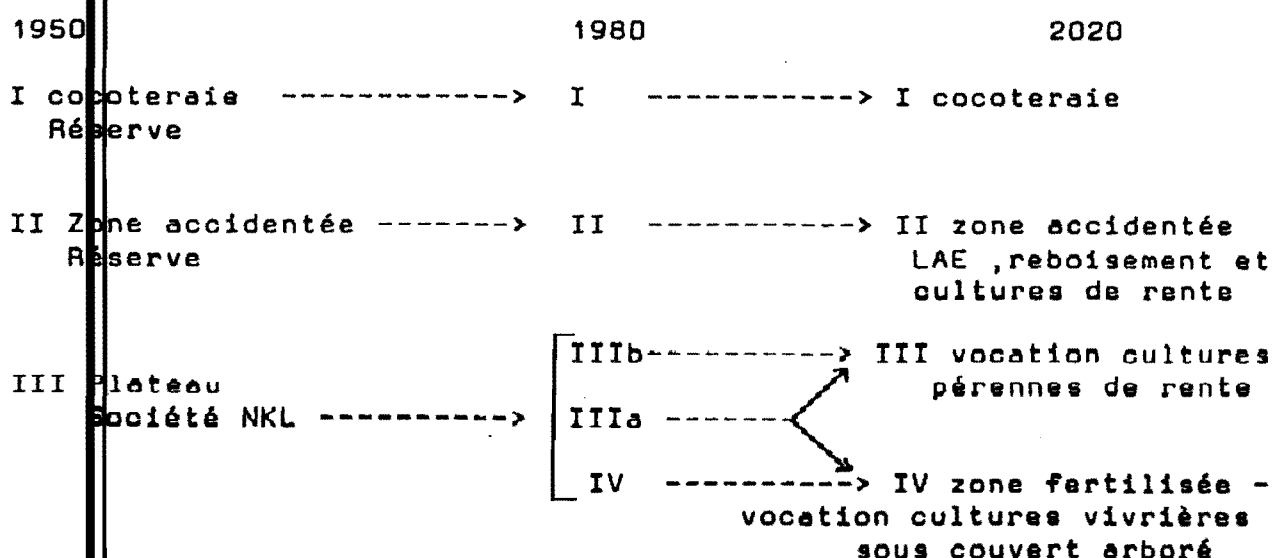 1950 1980 2020
I cocoteraie ------------> I -----------> I cocoteraie
Réserve
II Zone accidentée -------> II -----------> II zone accidentée
Réserve LAE ,reboisement et
cultures de rente
IIIb-----------> III vocation cultures
III Plateau pérennes de rente
Société NKL -----------> IIIa -------
IV -----------> IV zone fertilisée -
vocation cultures vivrières
sous couvert arboré